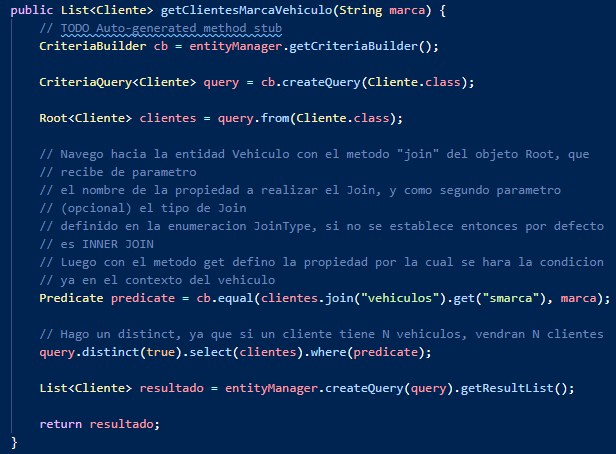 public List<Cliente> getClientesMarcaVehiculo(String marca) {
// TODO Auto-generated method stub
CriteriaBuilder cb = entityManager.getCriteriaBuilder();
CriteriaQuery<Cliente> query = cb.createQuery(Cliente.class);
Root<Cliente> clientes = query.from(Cliente.class);
// Navego hacia la entidad Vehiculo con el metodo "join" del objeto Root, que
// recibe de parametro
// el nombre de la propiedad a realizar el Join, y como segundo parametro
// (opcional) el tipo de Join
// definido en la enumeracion JoinType, si no se establece entonces por defecto
// es INNER JOIN
// Luego con el metodo get defino la propiedad por la cual se hara la condicion
// ya en el contexto del vehiculo
Predicate predicate = cb.equal(clientes.join("vehiculos").get("smarca"), marca);
// Hago un distinct, ya que si un cliente tiene N vehiculos, vendran N clientes
query.distinct(true).select(clientes).where(predicate);
List<Cliente> resultado = entityManager.createQuery(query).getResultList();
return resultado;
}